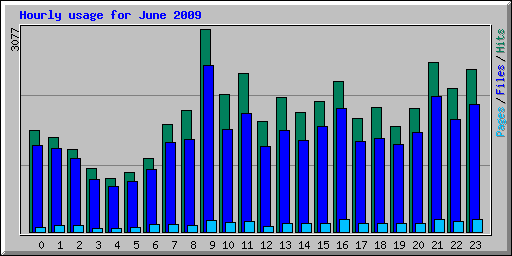 Hourly usage for June 2009
3077
Pages/Files/Hits
0 1 2 3 4 5 6 7 8 9 10 11 12 13 14 15 16 17 18 19 20 21 22 23